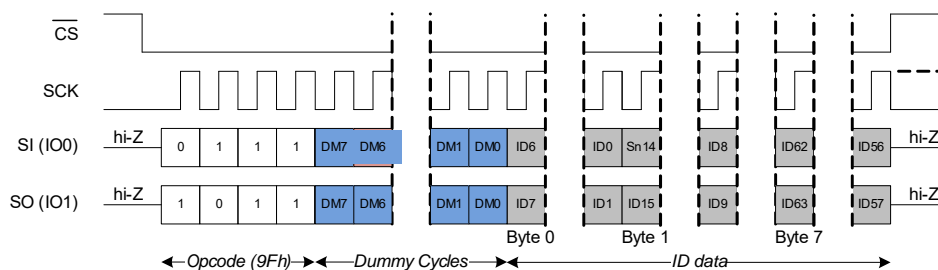 CS
SCK
SI (IO0) hi-Z 0 1 1 1 DM7 DM6 DM1 DM0 ID6 ID0 Sn14 ID8 ID62 ID56 hi-Z
SO (IO1) hi-Z 1 0 1 1 DM7 DM6 DM1 DM0 ID7 ID1 ID15 ID9 ID63 ID57 hi-Z
Byte 0 Byte 1 Byte 7
Opcode (9Fh) Dummy Cycles ID data